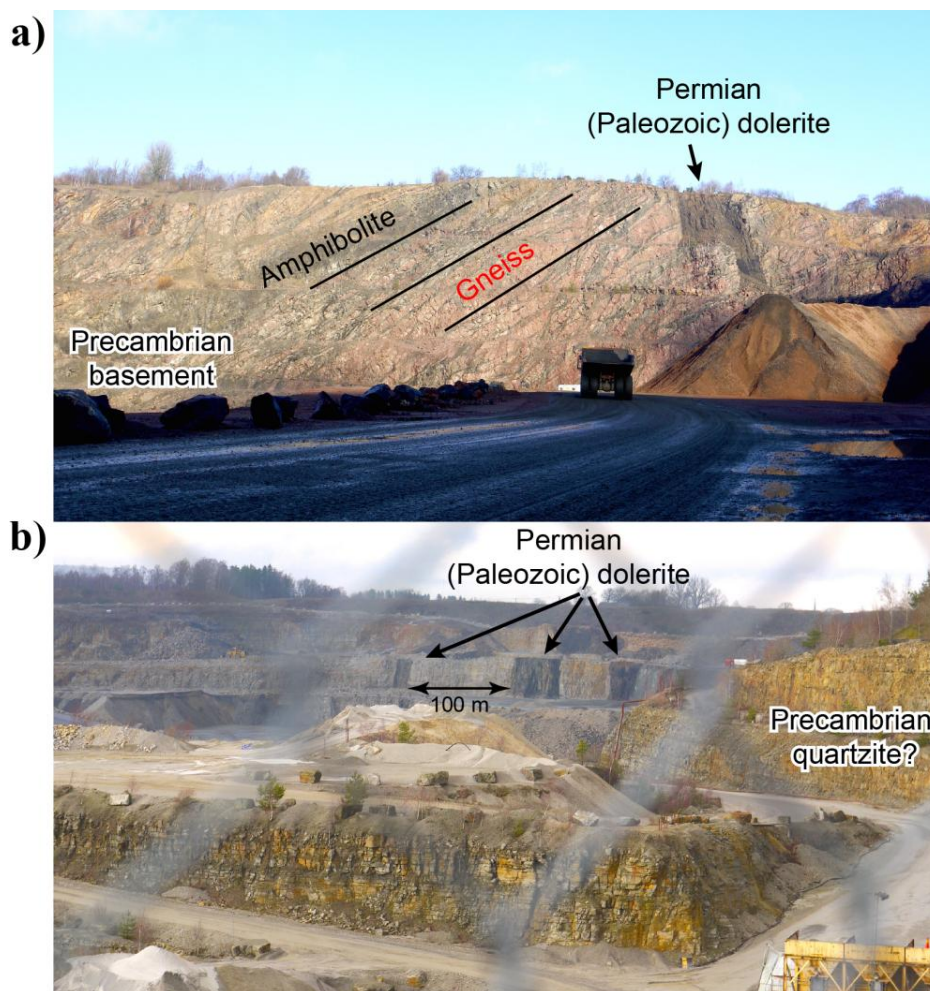 a)
Permian
(Paleozoic) dolerite
Amphibolite
Gneiss
Precambrian
basement
b)
Permian
(Paleozoic) dolerite
100 m
Precambrian
quartzite?